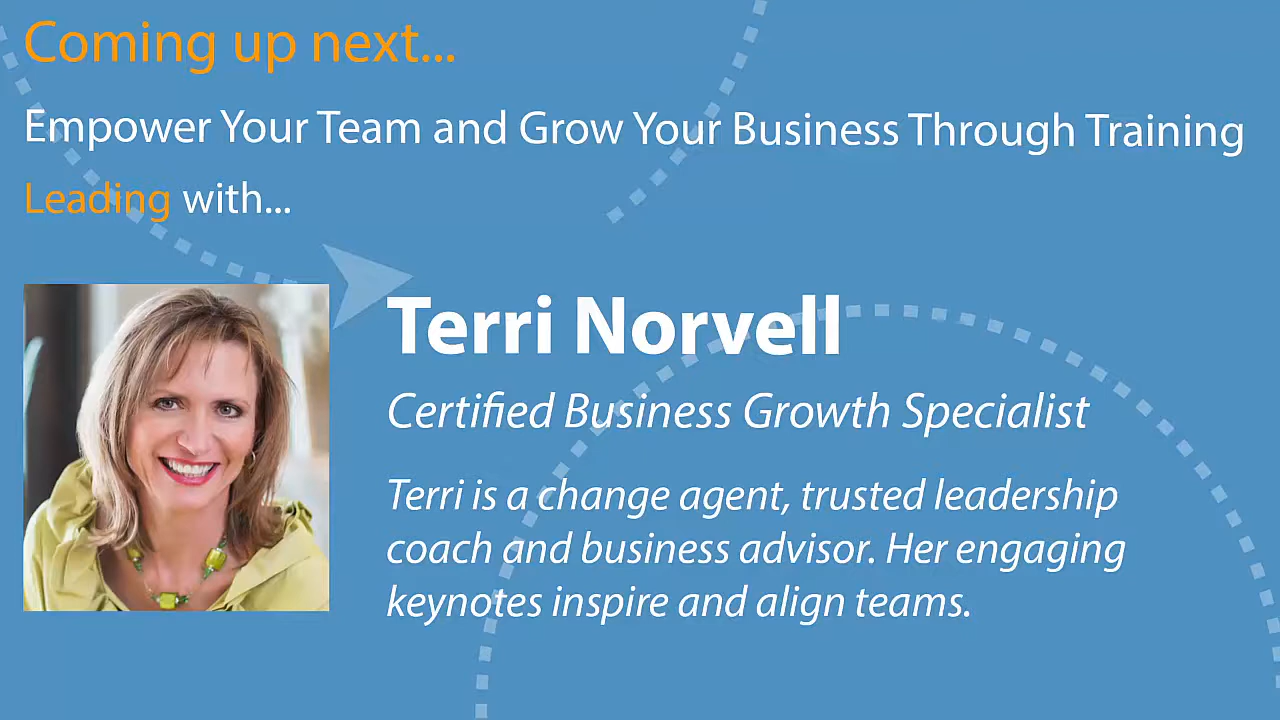 Coming up next...
Empower Your Team and Grow Your Business Through Training
Leading with...
Terri Norvell
Certified Business Growth Specialist
Terri is a change agent, trusted leadership
coach and business advisor. Her engaging
keynotes inspire and align teams.